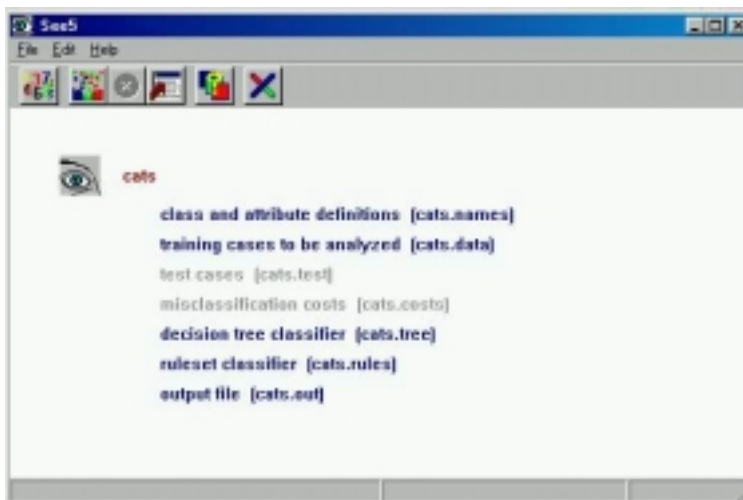 See5
File Edit Help
cats
class and attribute definitions [cats.names]
training cases to be analyzed [cats.data]
test cases [cats.test]
misclassification costs [cats.costs]
decision tree classifier [cats.tree]
ruleset classifier [cats.rules]
output file [cats.out]